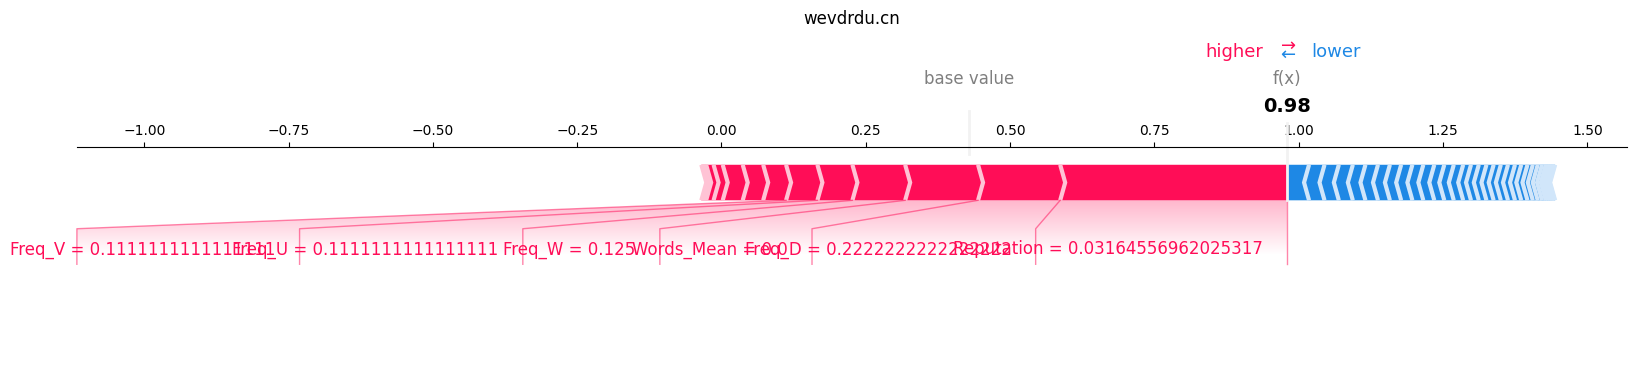 wevdrdu.cn
higher ⇄ lower
base value f(x)
0.98
−1.00 −0.75 −0.50 −0.25 0.00 0.25 0.50 0.75 1.00 1.25 1.50
Freq_V = 0.1111111111111111 Freq_U = 0.1111111111111111 Freq_W = 0.125 Words_Mean = 0.0 Freq_D = 0.2222222222222222 Reputation = 0.03164556962025317